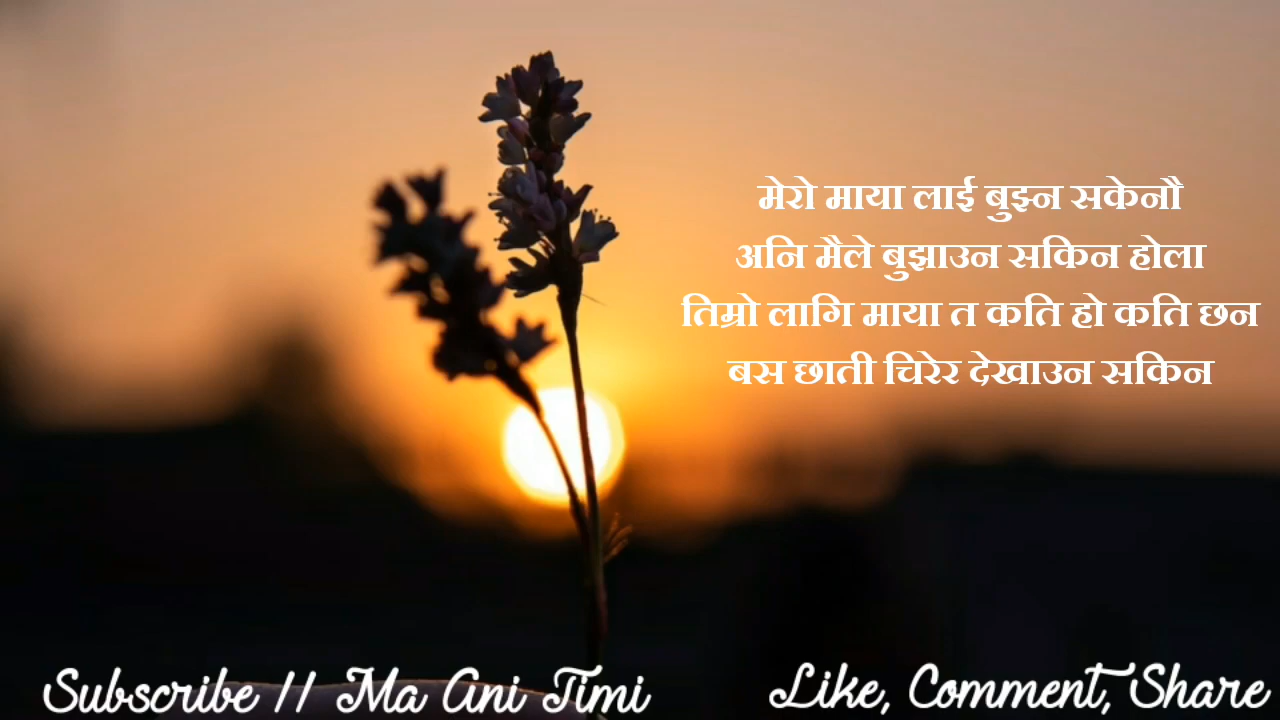 मेरो माया लाई बुझ्न सकेनौ
अनि मैले बुझाउन सकिन होला
तिम्रो लागि माया त कति हो कति छन
बस छाती चिरेर देखाउन सकिन
Subscribe // Ma Ani Timi
Like, Comment, Share